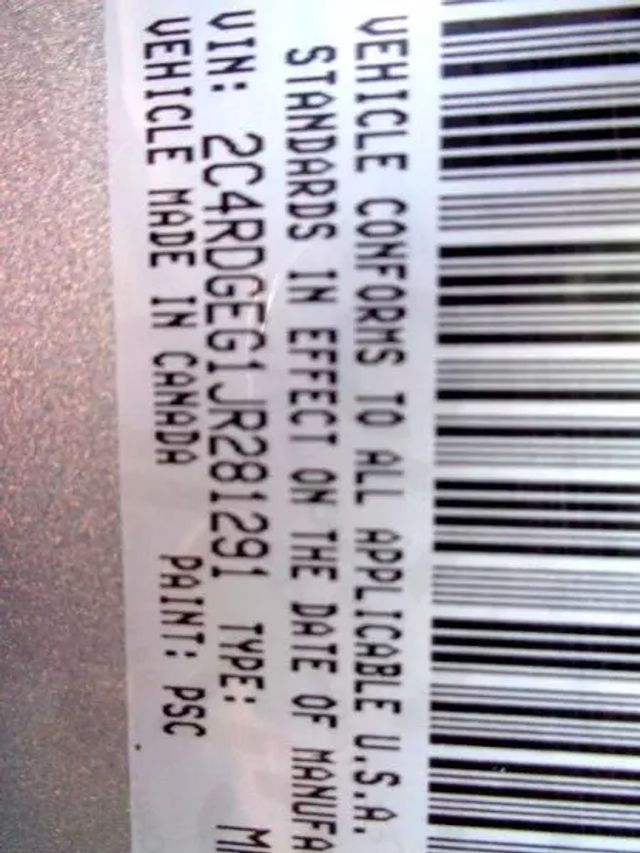 VEHICLE CONFORMS TO ALL APPLICABLE U.S.A.
STANDARDS IN EFFECT ON THE DATE OF MANUFA
VIN: 2C4RDGEG1JR281291 TYPE:
VEHICLE MADE IN CANADA PAINT: PSC